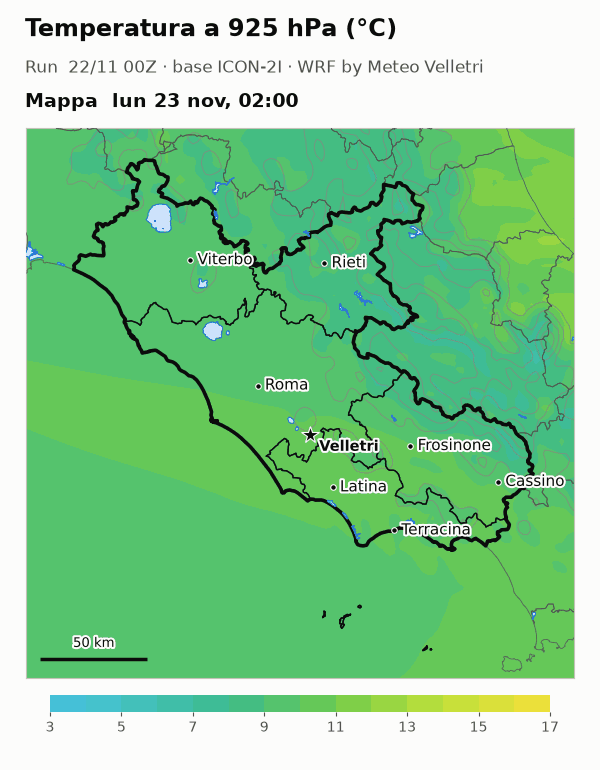 Temperatura a 925 hPa (°C)
Run  22/11 00Z · base ICON-2I · WRF by Meteo Velletri
Mappa  lun 23 nov, 02:00
Viterbo
Rieti
Roma
Velletri
Frosinone
Latina
Cassino
Terracina
50 km
3 5 7 9 11 13 15 17